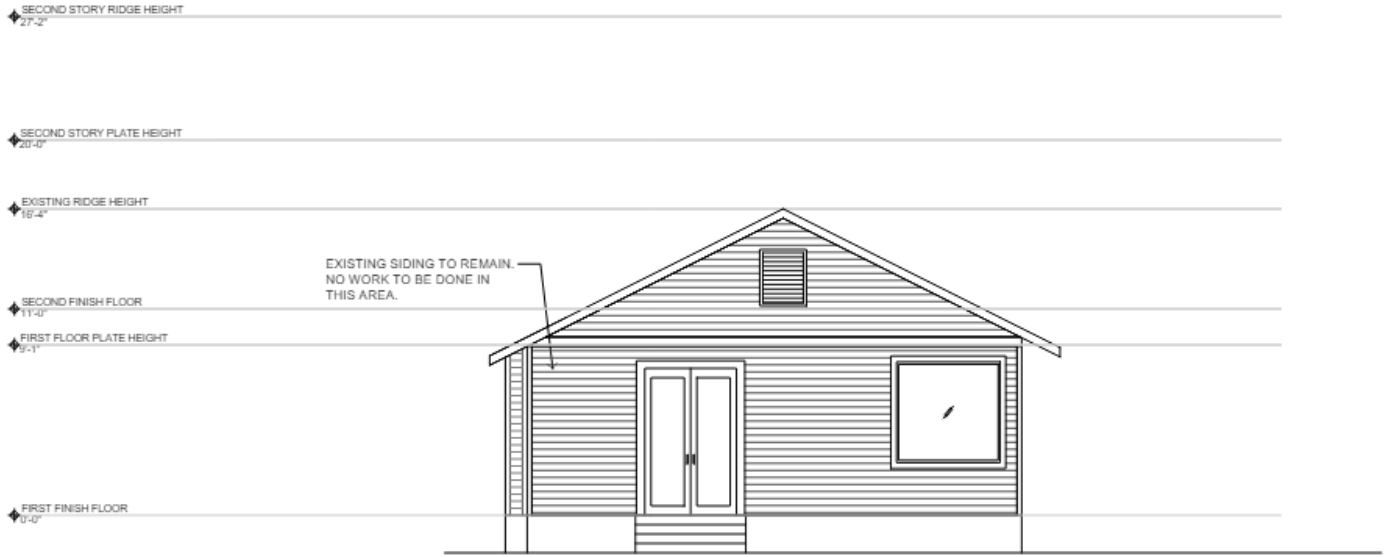 SECOND STORY RIDGE HEIGHT
27'-2"
SECOND STORY PLATE HEIGHT
20'-0"
EXISTING RIDGE HEIGHT
16'-4"
EXISTING SIDING TO REMAIN.
NO WORK TO BE DONE IN
THIS AREA.
SECOND FINISH FLOOR
11'-0"
FIRST FLOOR PLATE HEIGHT
9'-1"
FIRST FINISH FLOOR
0'-0"